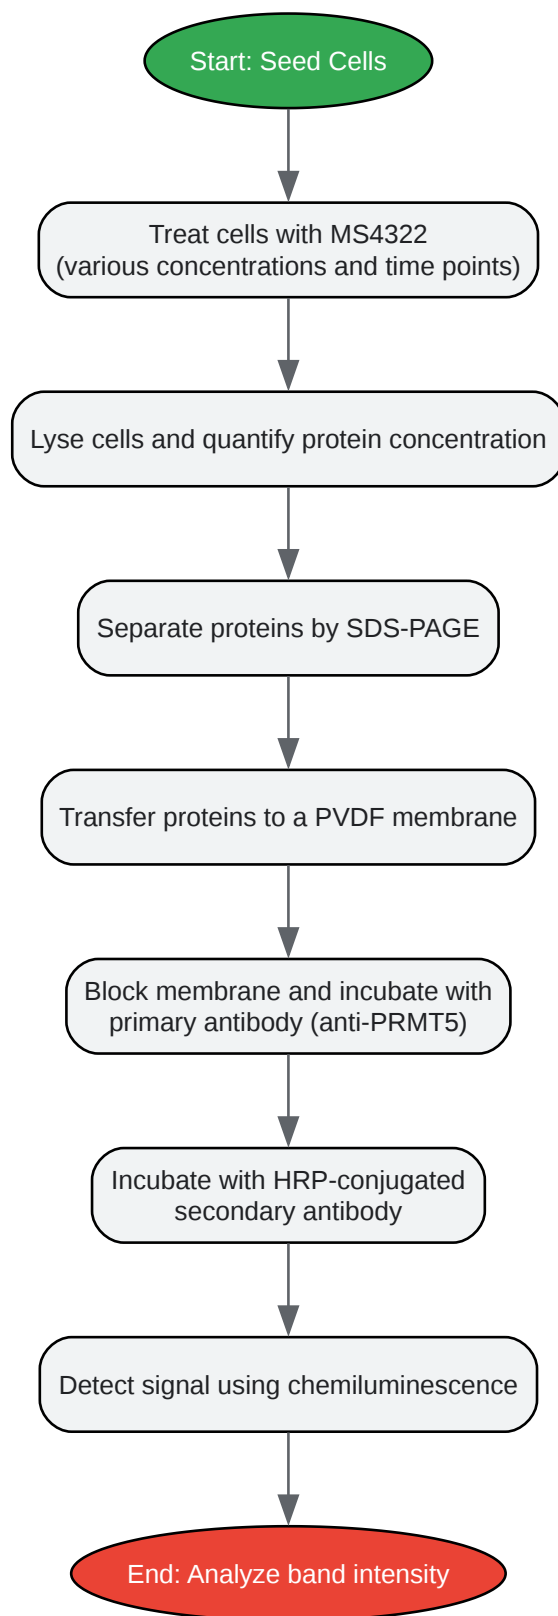 Start: Seed Cells
Treat cells with MS4322
(various concentrations and time points)
Lyse cells and quantify protein concentration
Separate proteins by SDS-PAGE
Transfer proteins to a PVDF membrane
Block membrane and incubate with
primary antibody (anti-PRMT5)
Incubate with HRP-conjugated
secondary antibody
Detect signal using chemiluminescence
End: Analyze band intensity